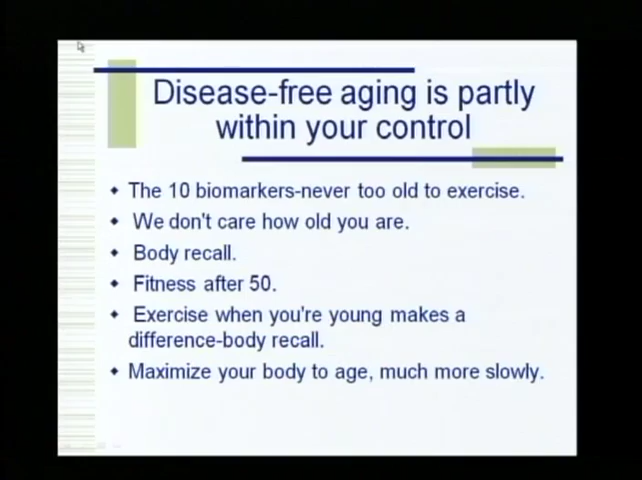 Disease-free aging is partly
within your control
The 10 biomarkers-never too old to exercise.
We don't care how old you are.
Body recall.
Fitness after 50.
Exercise when you're young makes a
difference-body recall.
Maximize your body to age, much more slowly.